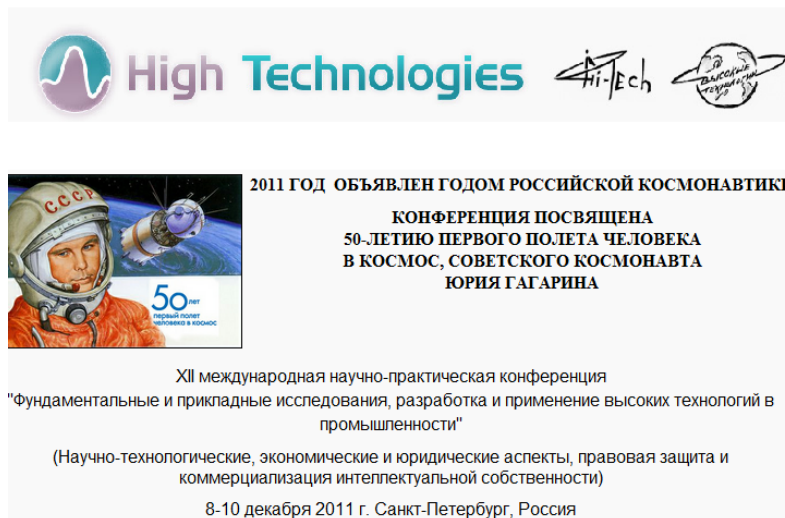 High Technologies
Hi-Tech
ВЫСОКИЕ
ТЕХНОЛОГИИ
2011 ГОД ОБЪЯВЛЕН ГОДОМ РОССИЙСКОЙ КОСМОНАВТИКИ
КОНФЕРЕНЦИЯ ПОСВЯЩЕНА
50-ЛЕТИЮ ПЕРВОГО ПОЛЕТА ЧЕЛОВЕКА
В КОСМОС, СОВЕТСКОГО КОСМОНАВТА
ЮРИЯ ГАГАРИНА
СССР
50 лет
первый полет
человека в космос
XII международная научно-практическая конференция
"Фундаментальные и прикладные исследования, разработка и применение высоких технологий в
промышленности"
(Научно-технологические, экономические и юридические аспекты, правовая защита и
коммерциализация интеллектуальной собственности)
8-10 декабря 2011 г. Санкт-Петербург, Россия